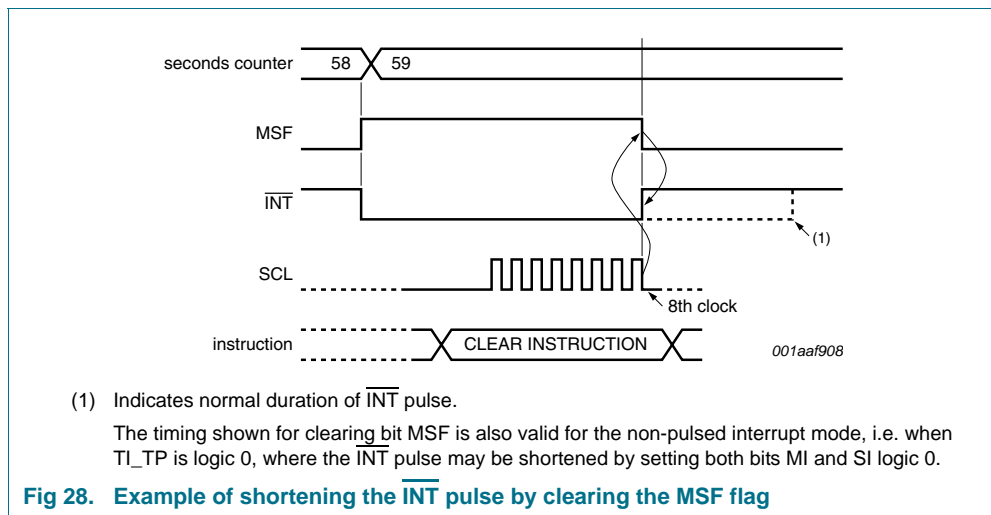 seconds counter 58 59
MSF
INT
(1)
SCL
8th clock
instruction CLEAR INSTRUCTION
001aaf908
(1) Indicates normal duration of INT pulse.
The timing shown for clearing bit MSF is also valid for the non-pulsed interrupt mode, i.e. when
TI_TP is logic 0, where the INT pulse may be shortened by setting both bits MI and SI logic 0.
Fig 28. Example of shortening the INT pulse by clearing the MSF flag